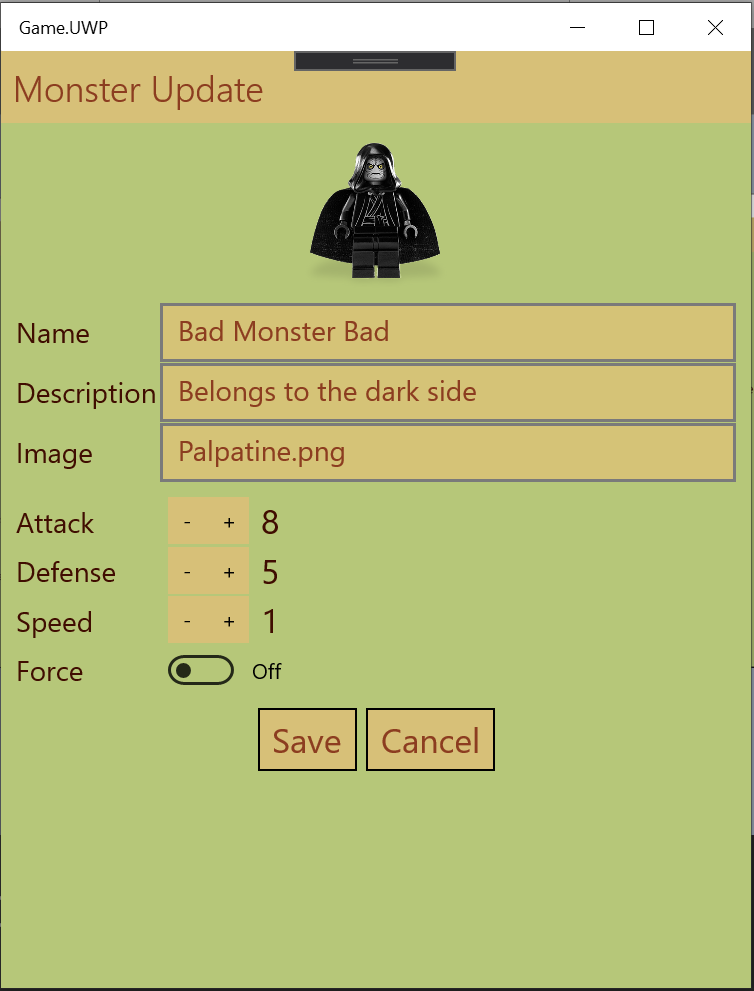 Game.UWP
Monster Update
Name Bad Monster Bad
Description Belongs to the dark side
Image Palpatine.png
Attack - + 8
Defense - + 5
Speed - + 1
Force Off
Save Cancel